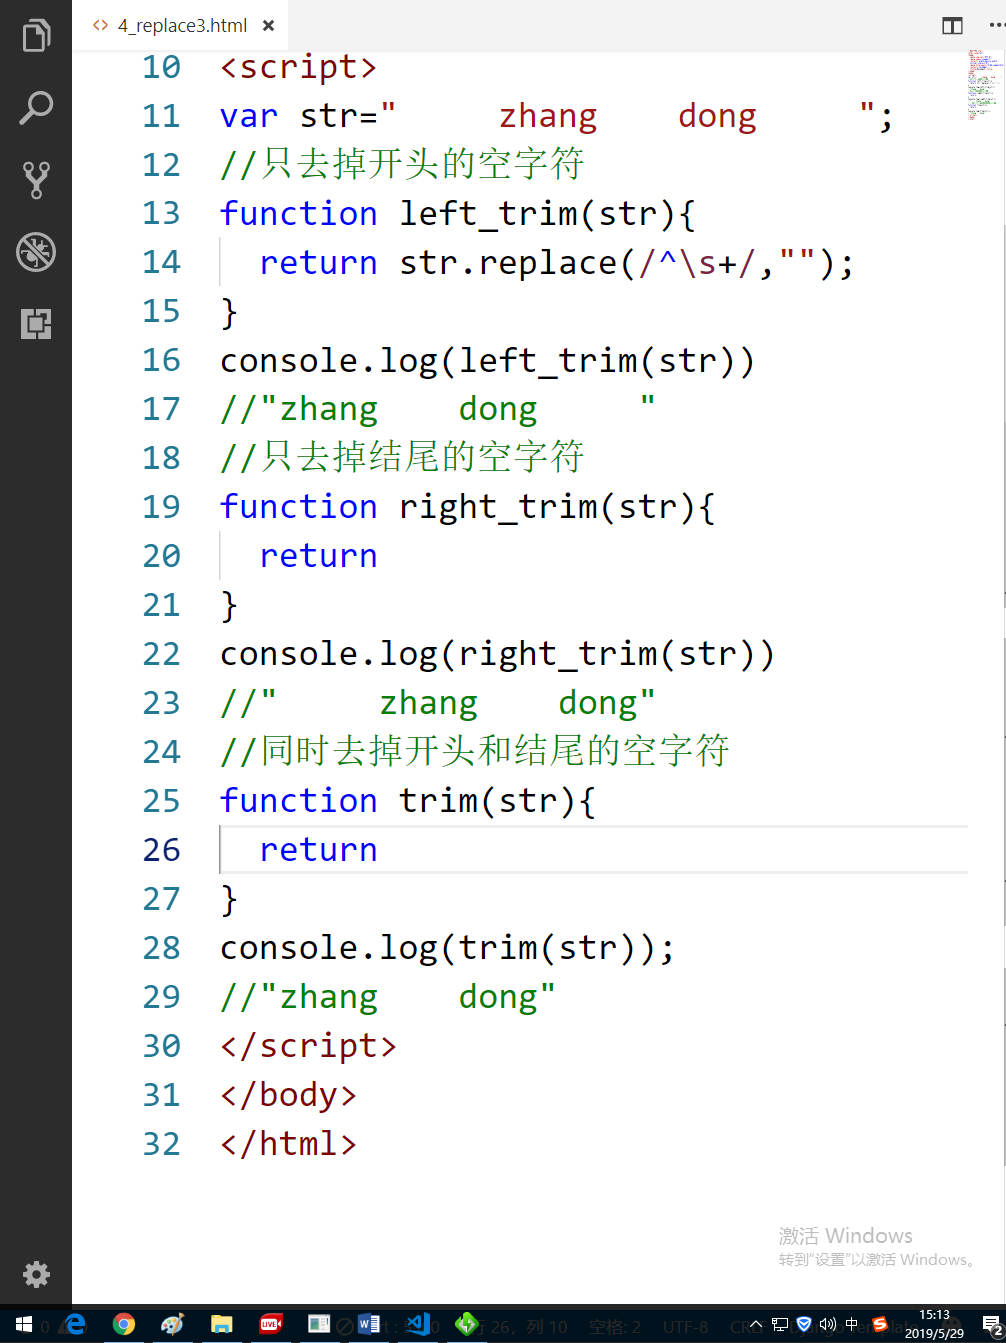 4_replace3.html
10 <script>
11 var str="     zhang    dong     ";
12 //只去掉开头的空字符
13 function left_trim(str){
14   return str.replace(/^\s+/,"");
15 }
16 console.log(left_trim(str))
17 //"zhang    dong     "
18 //只去掉结尾的空字符
19 function right_trim(str){
20   return
21 }
22 console.log(right_trim(str))
23 //"     zhang    dong"
24 //同时去掉开头和结尾的空字符
25 function trim(str){
26   return
27 }
28 console.log(trim(str));
29 //"zhang    dong"
30 </script>
31 </body>
32 </html>
激活 Windows
转到"设置"以激活 Windows。
LIVE
行 26，列 10 空格: 2 UTF-8
中
15:13
2019/5/29
2